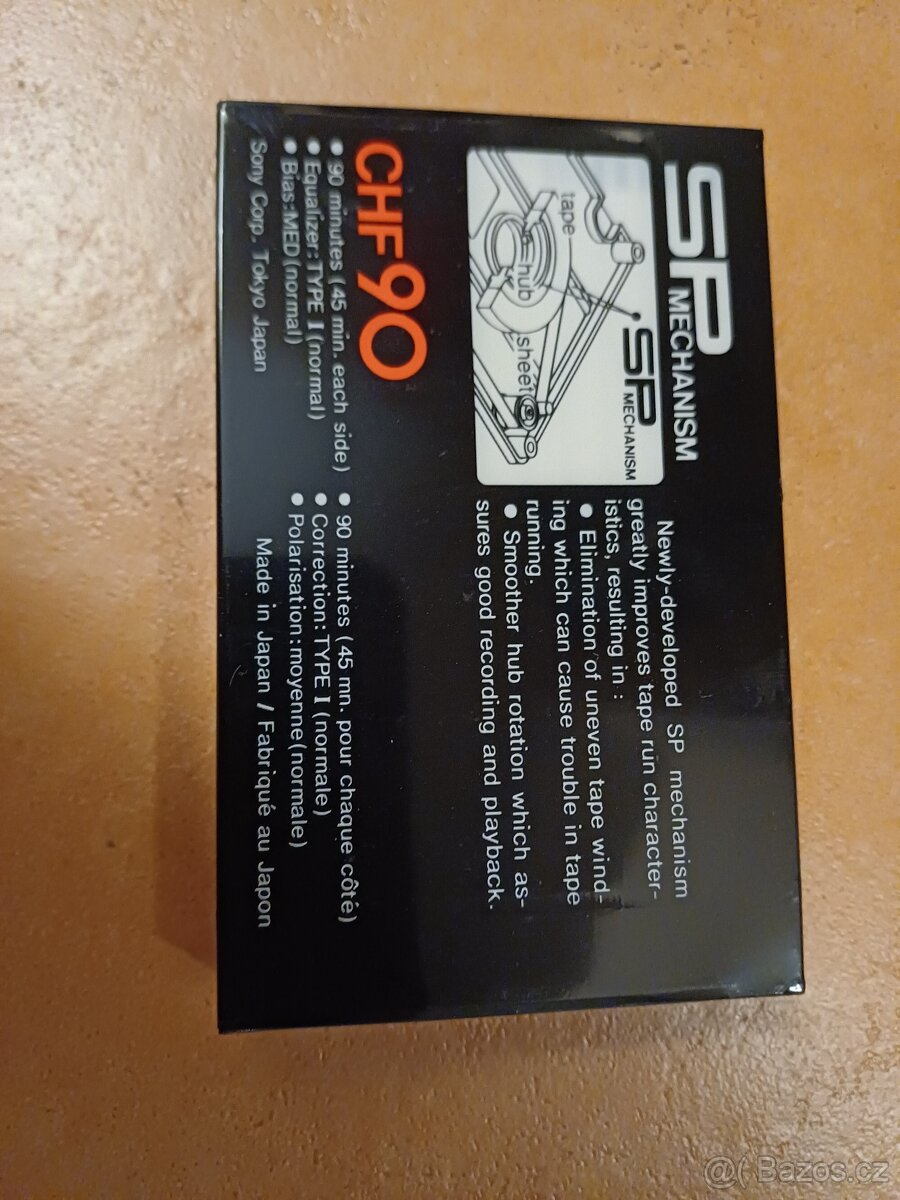 SP
MECHANISM
tape
hub
sheet
SP
MECHANISM
Newly-developed SP mechanism
greatly improves tape run character-
istics, resulting in :
● Elimination of uneven tape wind-
ing which can cause trouble in tape
running.
● Smoother hub rotation which as-
sures good recording and playback.
CHF90
● 90 minutes (45 min. each side)
● Equalizer:TYPE I (normal)
● Bias:MED (normal)
Sony Corp. Tokyo Japan
● 90 minutes (45 mn. pour chaque côté)
● Correction:TYPE I (normale)
● Polarisation:moyenne(normale)
Made in Japan / Fabriqué au Japon
@( Bazos.cz